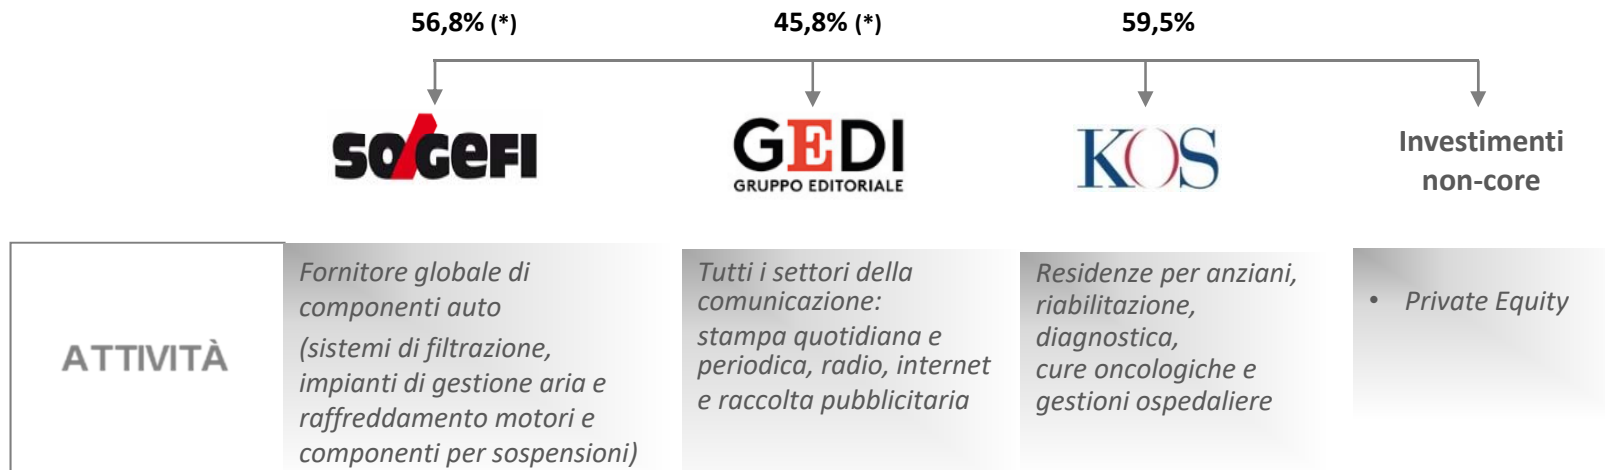 56,8% (*)
45,8% (*)
59,5%
SOGEFI
GEDI
GRUPPO EDITORIALE
KOS
Investimenti
non-core
ATTIVITÀ
Fornitore globale di
componenti auto
(sistemi di filtrazione,
impianti di gestione aria e
raffreddamento motori e
componenti per sospensioni)
Tutti i settori della
comunicazione:
stampa quotidiana e
periodica, radio, internet
e raccolta pubblicitaria
Residenze per anziani,
riabilitazione,
diagnostica,
cure oncologiche e
gestioni ospedaliere
• Private Equity